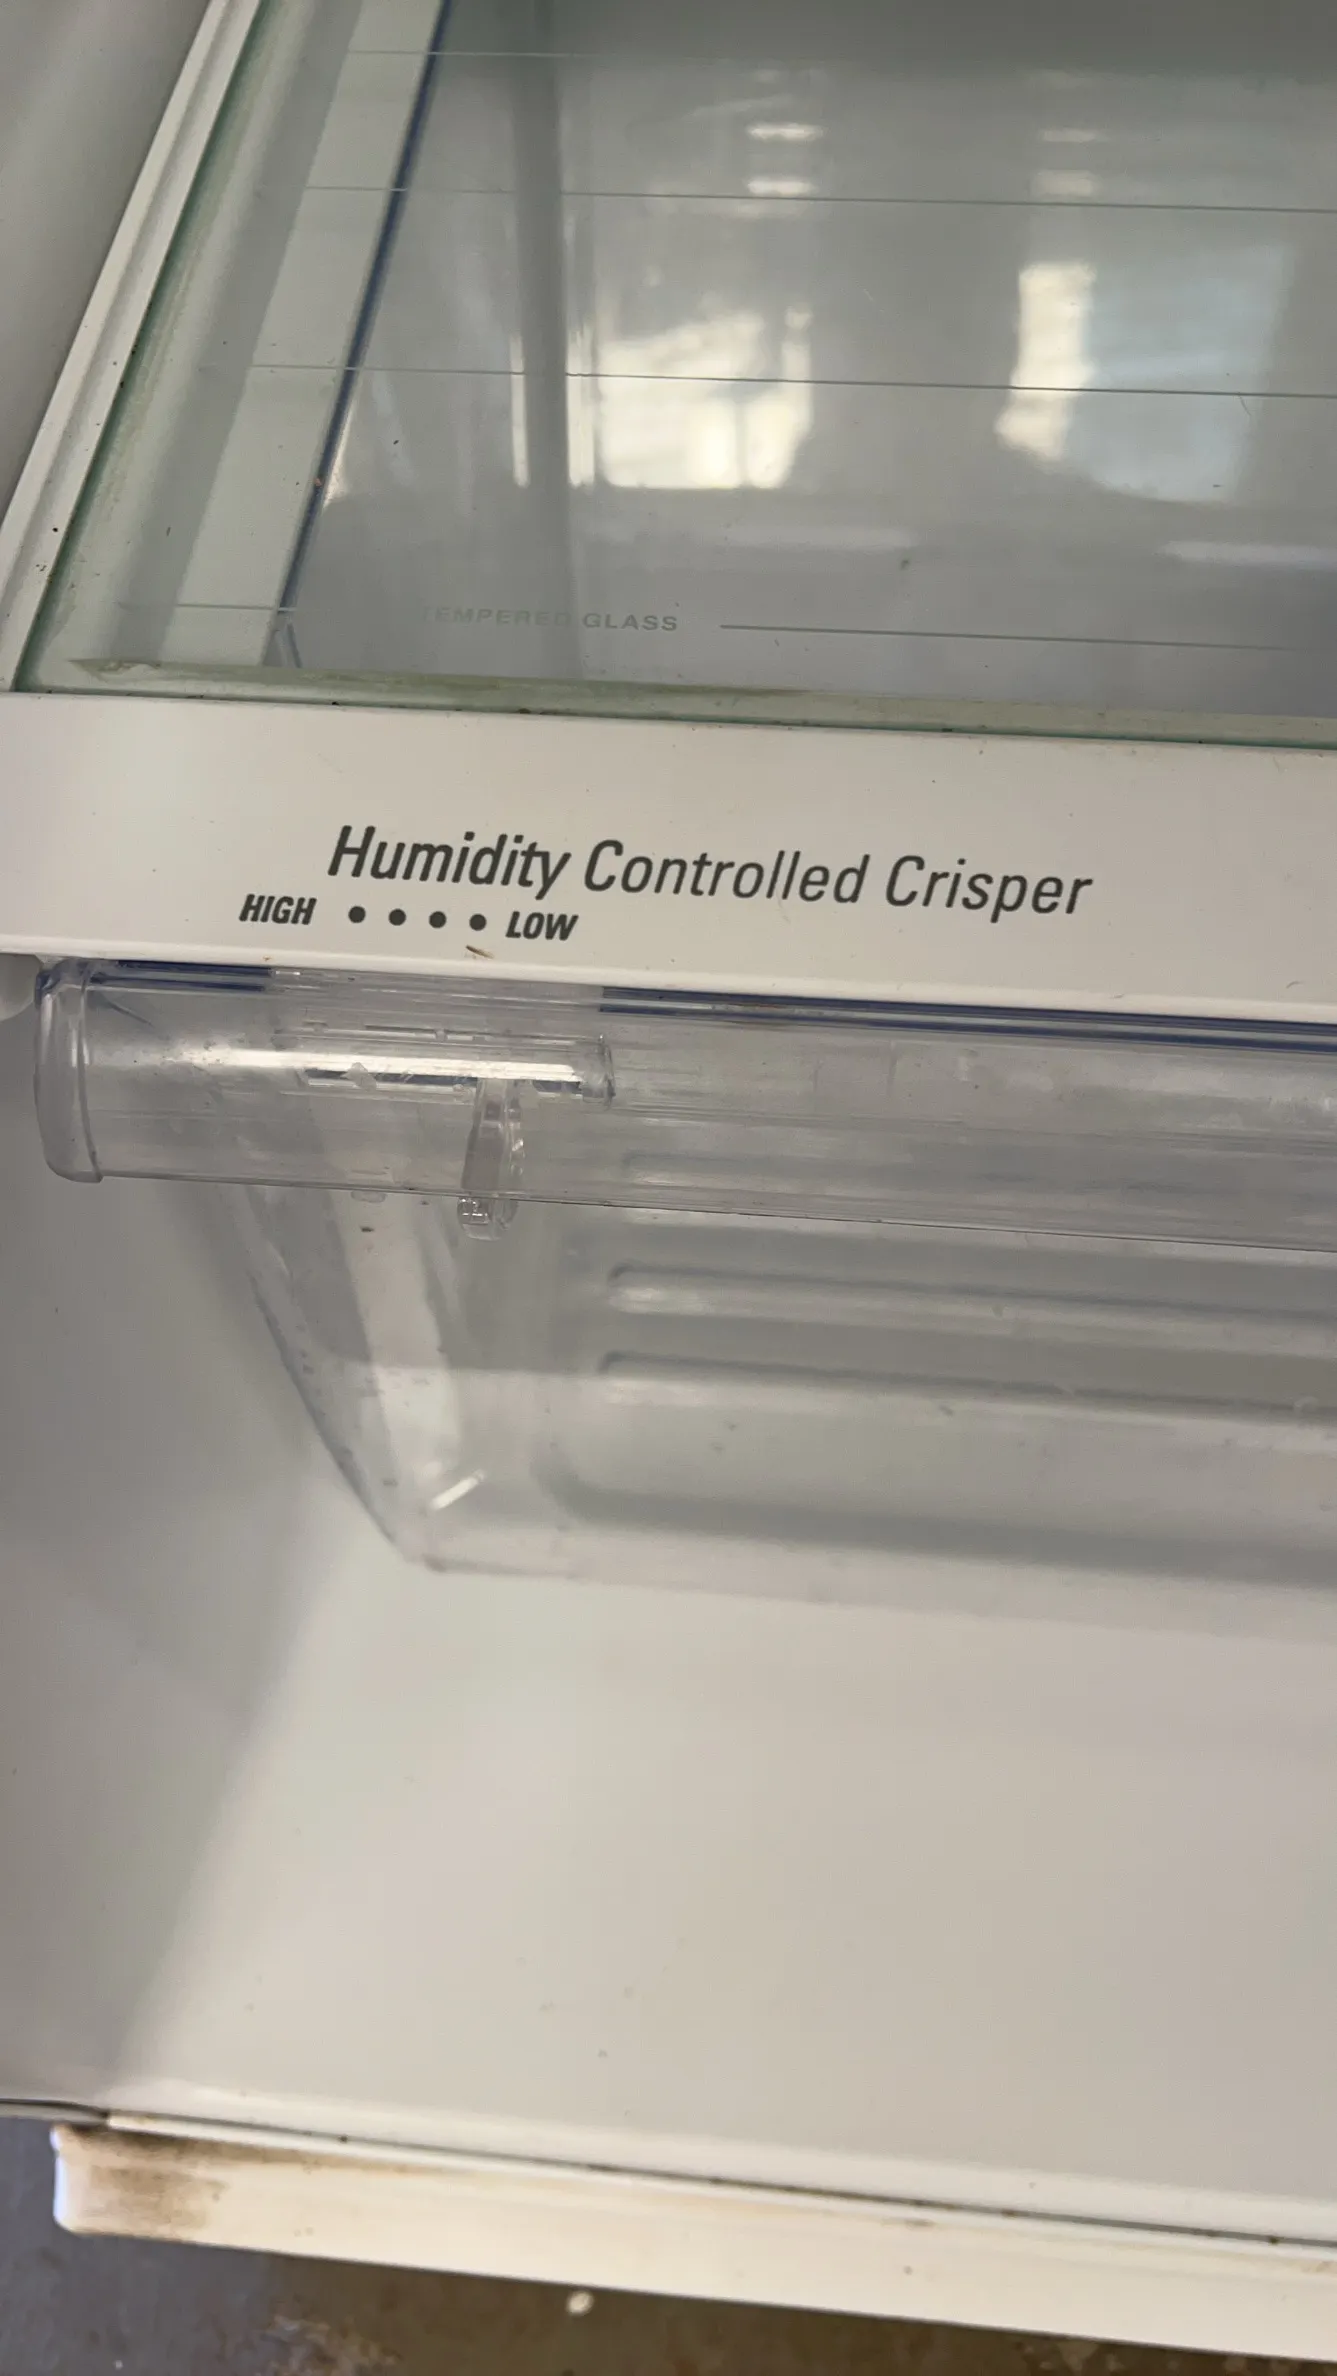 TEMPERED GLASS
Humidity Controlled Crisper
HIGH • • • • LOW